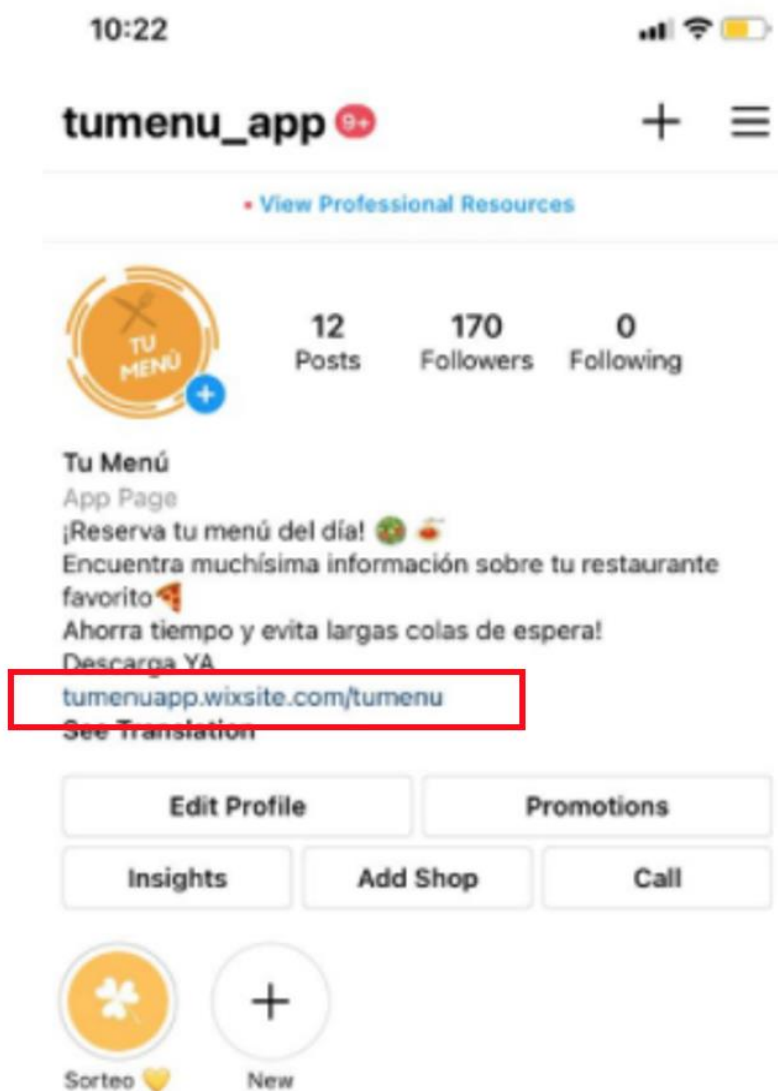 10:22
tumenu_app 9+
• View Professional Resources
TU
MENÚ
12 170 0
Posts Followers Following
Tu Menú
App Page
¡Reserva tu menú del día! 🥗 🍝
Encuentra muchísima información sobre tu restaurante
favorito🍕
Ahorra tiempo y evita largas colas de espera!
Descarga YA
tumenuapp.wixsite.com/tumenu
See Translation
Edit Profile Promotions
Insights Add Shop Call
Sorteo 💛 New